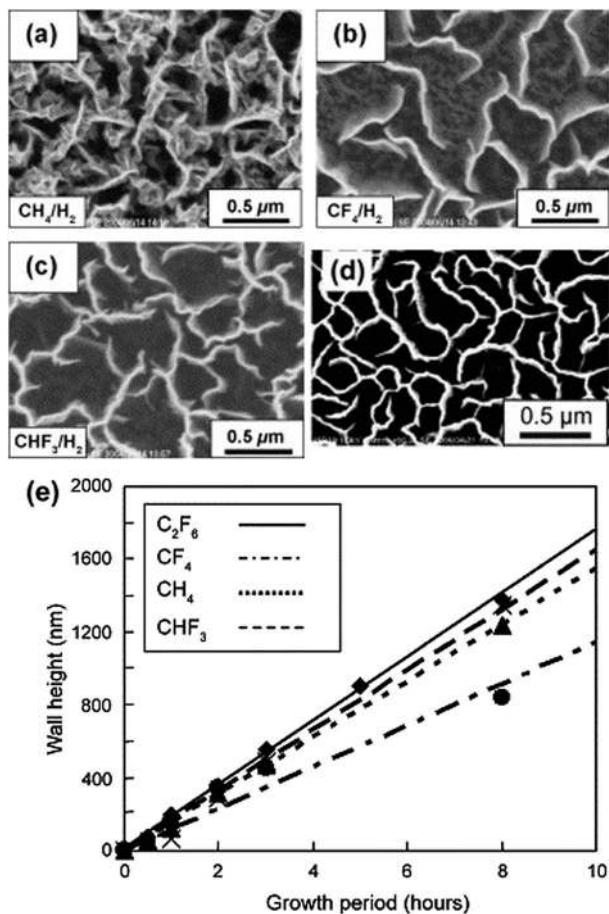 (a)
CH₄/H₂
0.5 µm
(b)
CF₄/H₂
0.5 µm
(c)
CHF₃/H₂
0.5 µm
(d)
0.5 µm
(e)
2000
1600
1200
800
400
0
Wall height (nm)
C₂F₆
CF₄
CH₄
CHF₃
0 2 4 6 8 10
Growth period (hours)